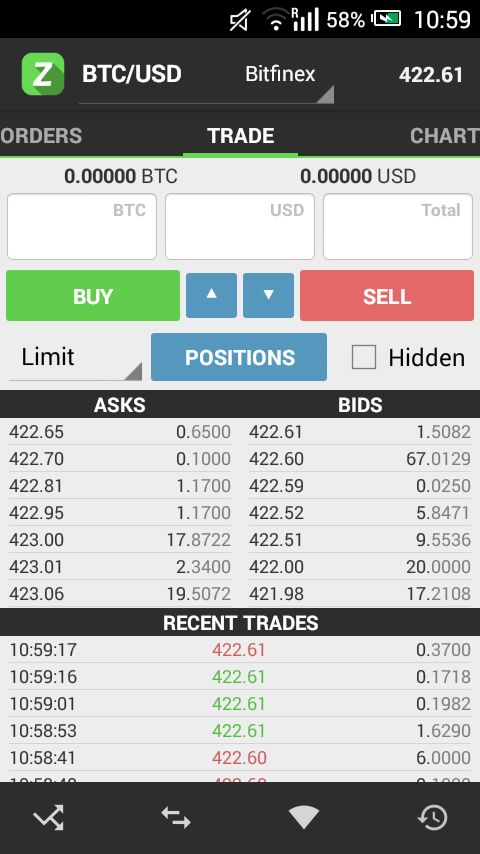 R 58% 10:59
Z BTC/USD Bitfinex 422.61
ORDERS TRADE CHART
0.00000 BTC 0.00000 USD
BTC USD Total
BUY ▲ ▼ SELL
Limit POSITIONS Hidden
ASKS BIDS
422.65 0.6500 422.61 1.5082
422.70 0.1000 422.60 67.0129
422.81 1.1700 422.59 0.0250
422.95 1.1700 422.52 5.8471
423.00 17.8722 422.51 9.5536
423.01 2.3400 422.00 20.0000
423.06 19.5072 421.98 17.2108
RECENT TRADES
10:59:17 422.61 0.3700
10:59:16 422.61 0.1718
10:59:01 422.61 0.1982
10:58:53 422.61 1.6290
10:58:41 422.60 6.0000